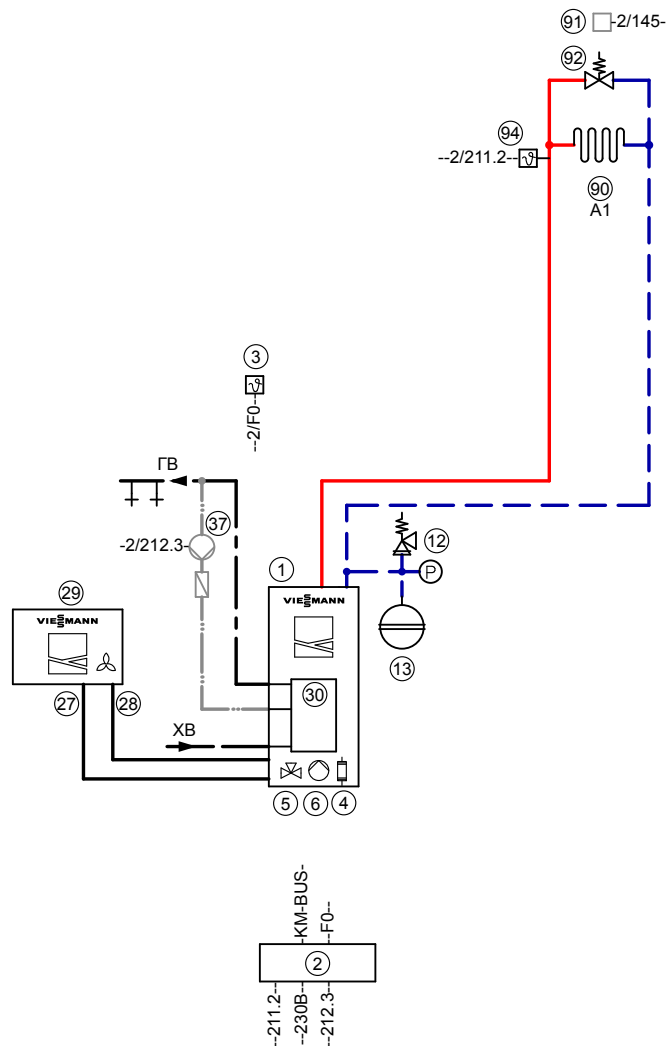 91 -2/145-
92
94
--2/211.2--
90
A1
3
--2/F0--
ГВ
37
-2/212.3-
12
1
P
29
VIESMANN
VIESMANN
13
30
27
28
ХВ
5
6
4
--KM-BUS-
--F0--
2
--211.2--
--230B--
--212.3--